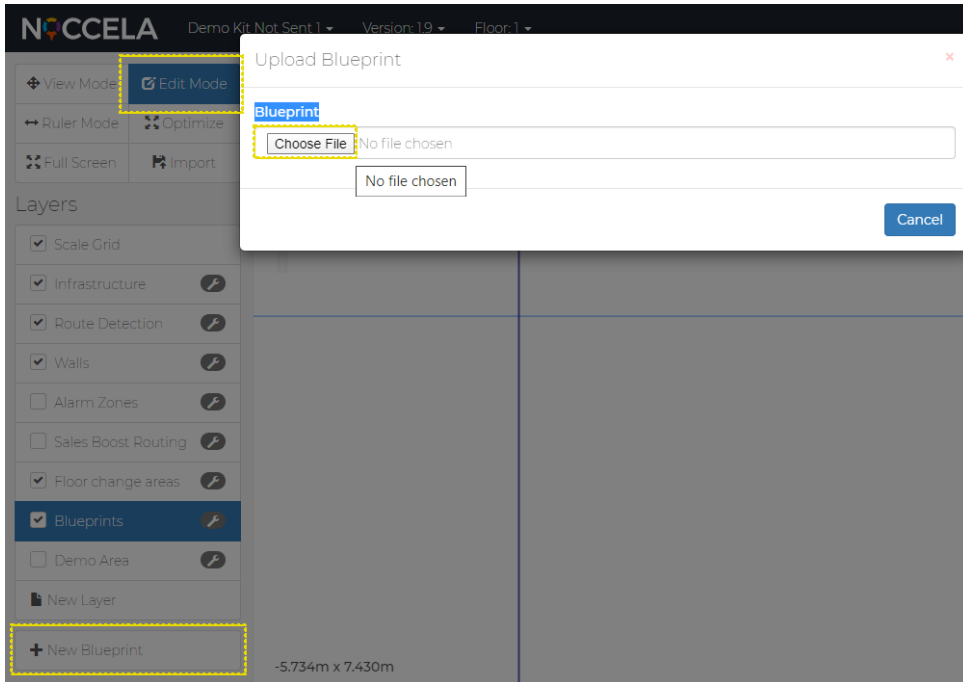 NOCCELA Demo Kit Not Sent 1 Version: 1.9 Floor: 1
Upload Blueprint ×
View Mode Edit Mode
Blueprint
Ruler Mode Optimize
Choose File No file chosen
Full Screen Import
No file chosen
Layers
Cancel
Scale Grid
Infrastructure
Route Detection
Walls
Alarm Zones
Sales Boost Routing
Floor change areas
Blueprints
Demo Area
New Layer
New Blueprint
-5.734m x 7.430m